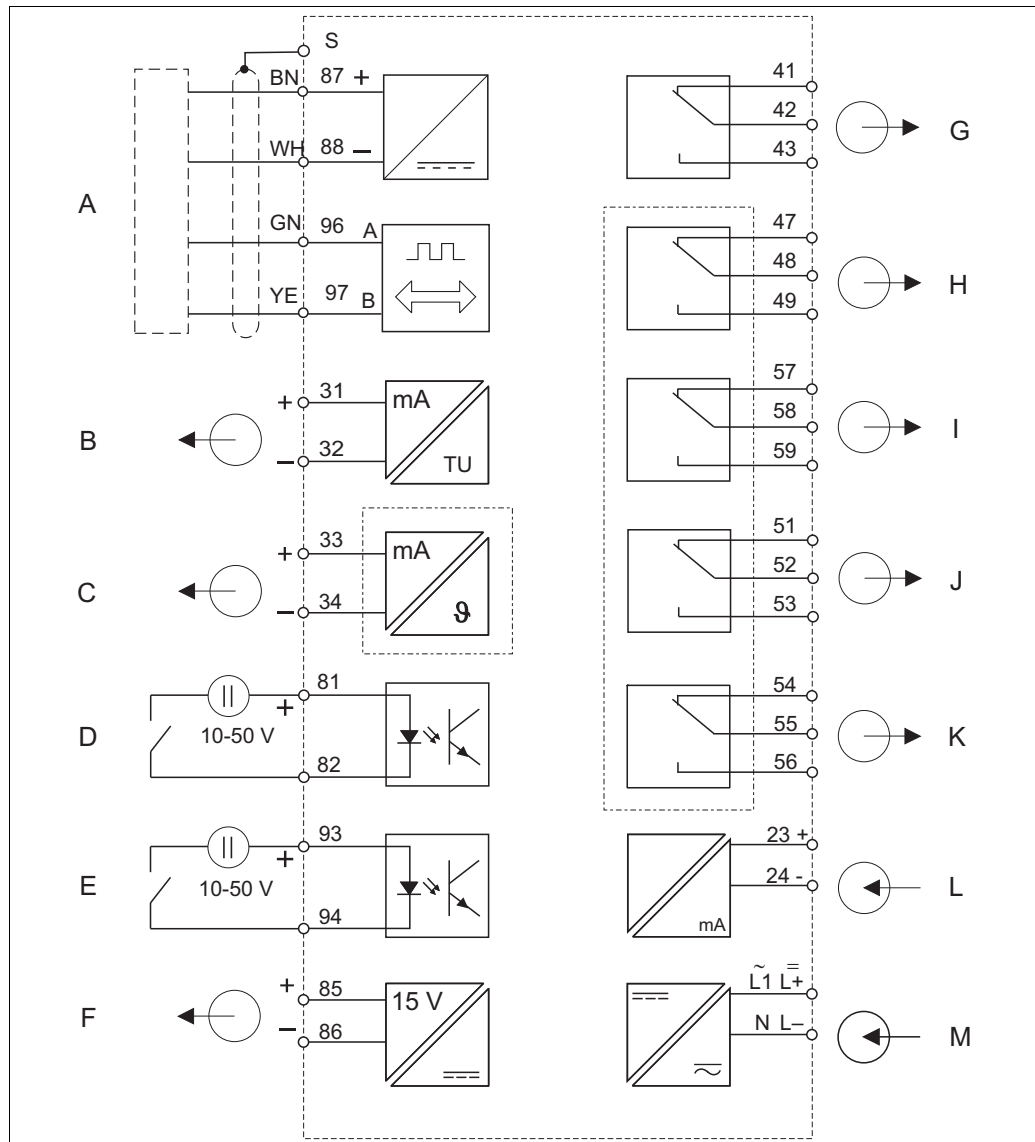 S
BN 87 +
WH 88 −
A
GN 96 A
YE 97 B
B
+ 31 mA
− 32 TU
C
+ 33 mA
− 34 ϑ
D
81
+
10-50 V
82
E
93
+
10-50 V
94
F
+ 85 15 V
− 86
41
42
43
G
47
48
49
H
57
58
59
I
51
52
53
J
54
55
56
K
23 +
24 -
mA
L
~ =
L1 L+
N L–
M